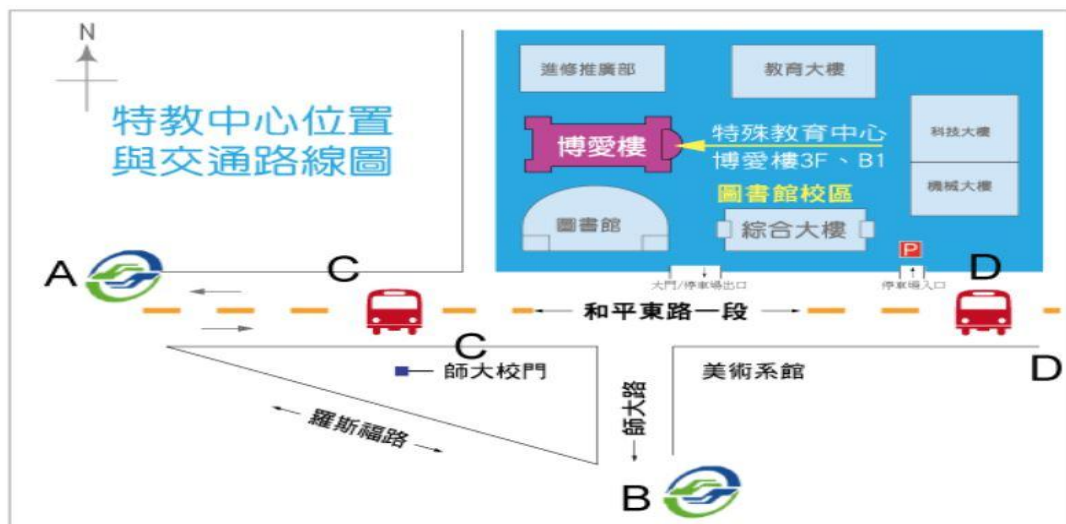 N
特教中心位置
與交通路線圖
進修推廣部
教育大樓
博愛樓
特殊教育中心
博愛樓3F、B1
科技大樓
機械大樓
圖書館校區
圖書館
綜合大樓
P
A
C
D
大門/停車場出口
停車場入口
和平東路一段
C
D
師大校門
美術系館
師大路
羅斯福路
B